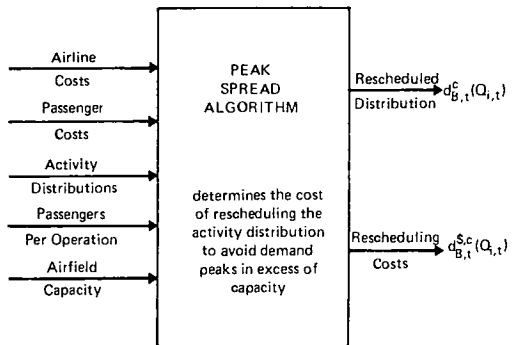 Airline
Costs
Passenger
Costs
Activity
Distributions
Passengers
Per Operation
Airfield
Capacity
PEAK
SPREAD
ALGORITHM
determines the cost
of rescheduling the
activity distribution
to avoid demand
peaks in excess of
capacity
Rescheduled
Distribution
d^c_{B,t}(Q_{i,t})
Rescheduling
Costs
d^{$,c}_{B,t}(Q_{i,t})